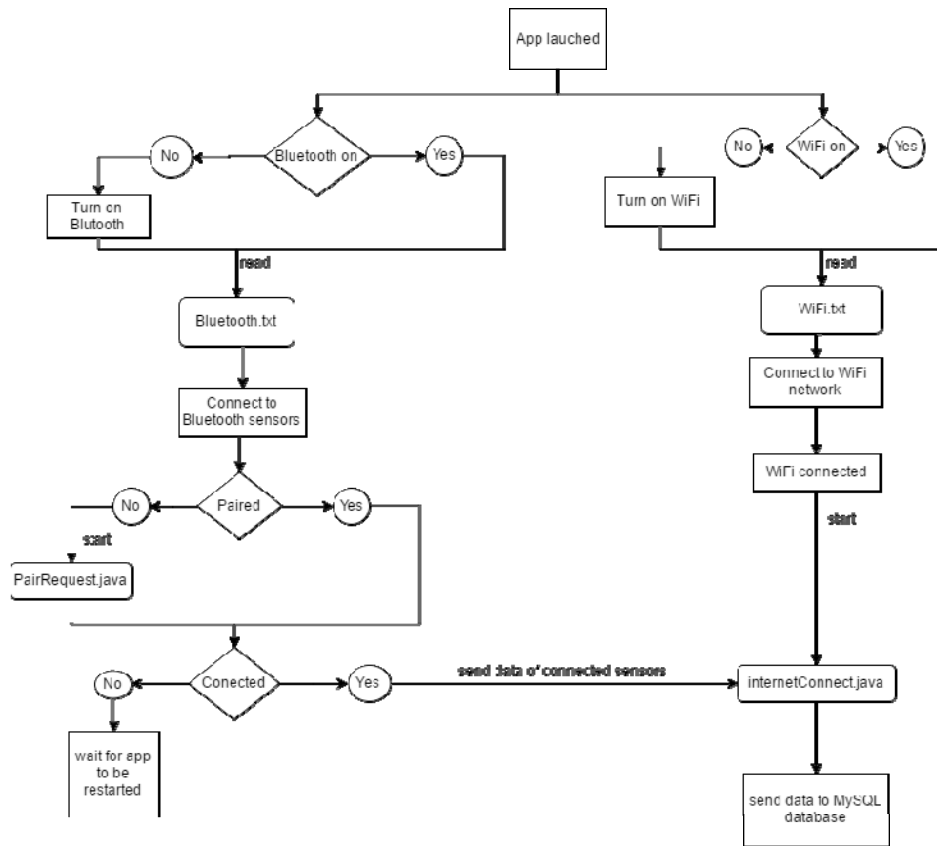 App lauched
No
Bluetooth on
Yes
No
WiFi on
Yes
Turn on
Blutooth
Turn on WiFi
read
read
Bluetooth.txt
WiFi.txt
Connect to
Bluetooth sensors
Connect to WiFi
network
WiFi connected
No
Paired
Yes
start
start
PairRequest.java
No
Conected
Yes
send data of connected sensors
internetConnect.java
wait for app
to be
restarted
send data to MySQL
database